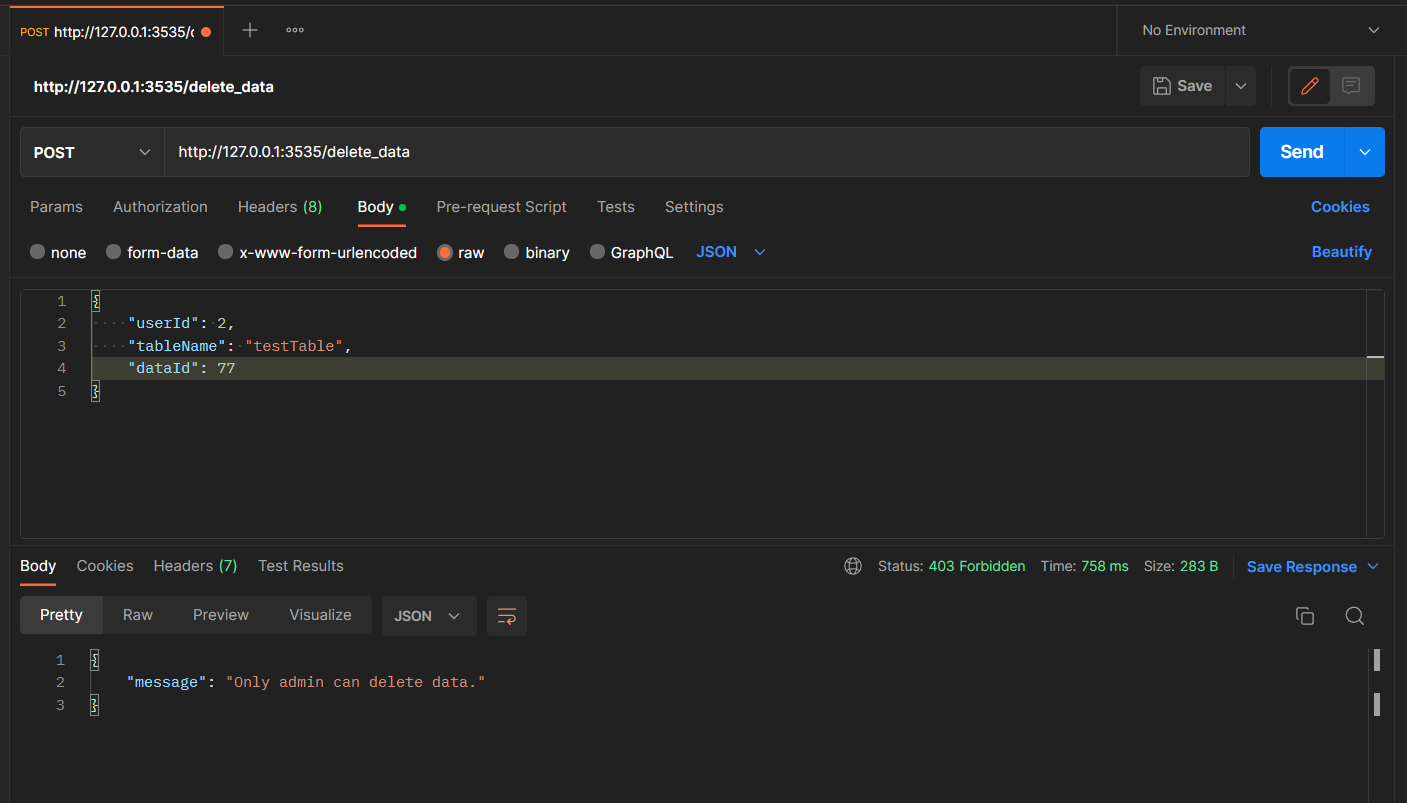 POST http://127.0.0.1:3535/
No Environment
http://127.0.0.1:3535/delete_data
Save
POST
http://127.0.0.1:3535/delete_data
Send
Params Authorization Headers (8) Body Pre-request Script Tests Settings Cookies
none form-data x-www-form-urlencoded raw binary GraphQL JSON Beautify
1 {
2 "userId": 2,
3 "tableName": "testTable",
4 "dataId": 77
5 }
Body Cookies Headers (7) Test Results Status: 403 Forbidden Time: 758 ms Size: 283 B Save Response
Pretty Raw Preview Visualize JSON
1 {
2 "message": "Only admin can delete data."
3 }